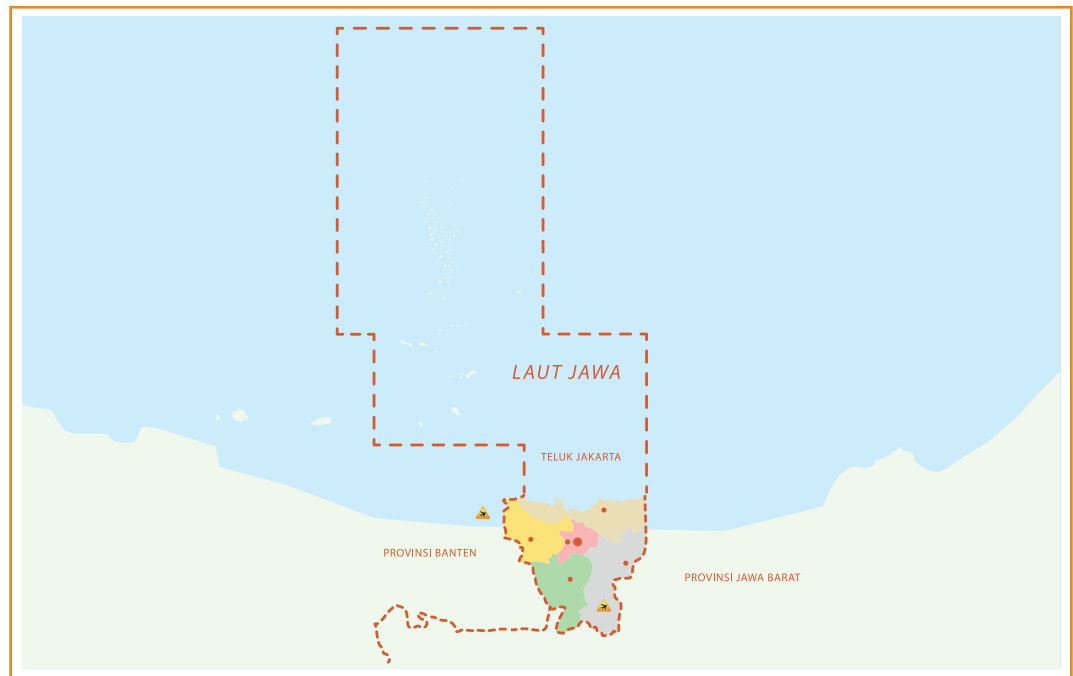 LAUT JAWA
TELUK JAKARTA
PROVINSI BANTEN
PROVINSI JAWA BARAT